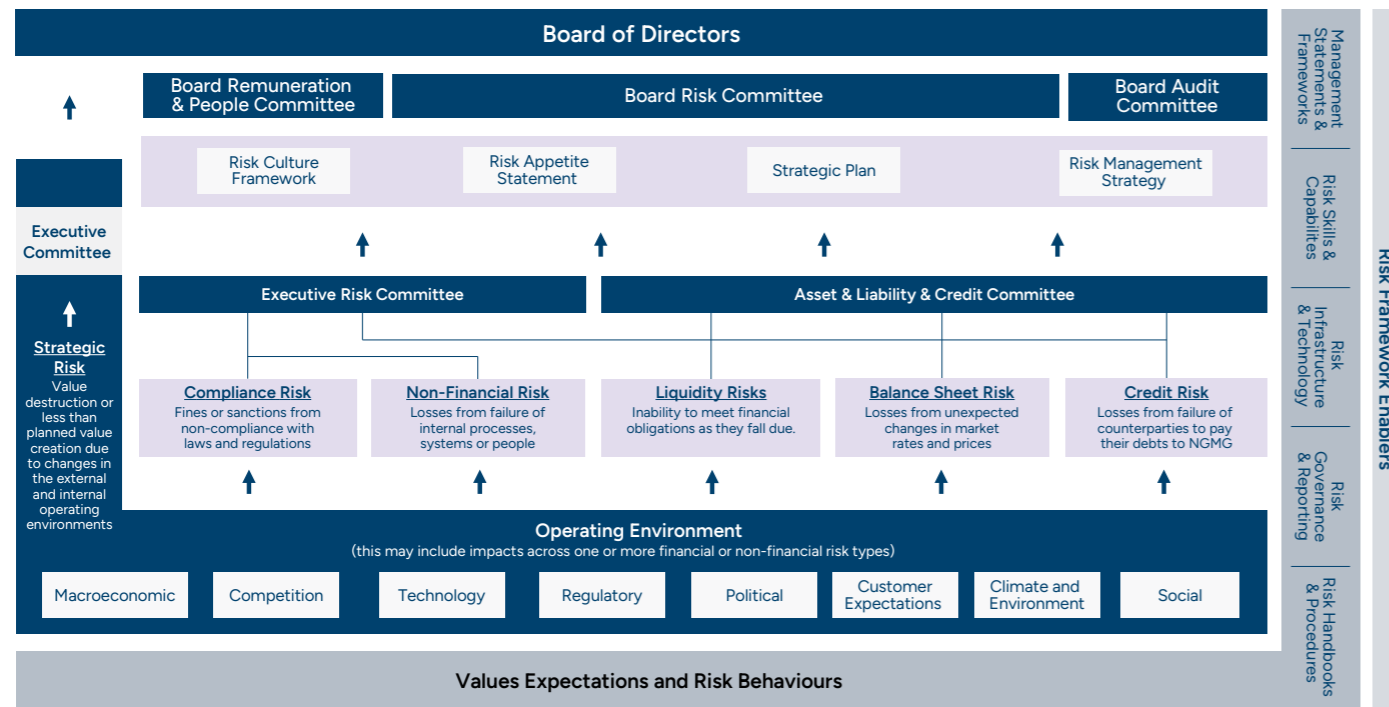 Board of Directors
Board Remuneration
& People Committee
Board Risk Committee
Board Audit
Committee
Risk Culture
Framework
Risk Appetite
Statement
Strategic Plan
Risk Management
Strategy
Executive
Committee
Executive Risk Committee
Asset & Liability & Credit Committee
Strategic
Risk
Value
destruction or
less than
planned value
creation due
to changes in
the external
and internal
operating
environments
Compliance Risk
Fines or sanctions from
non-compliance with
laws and regulations
Non-Financial Risk
Losses from failure of
internal processes,
systems or people
Liquidity Risks
Inability to meet financial
obligations as they fall due.
Balance Sheet Risk
Losses from unexpected
changes in market
rates and prices
Credit Risk
Losses from failure of
counterparties to pay
their debts to NGMG
Operating Environment
(this may include impacts across one or more financial or non-financial risk types)
Macroeconomic
Competition
Technology
Regulatory
Political
Customer
Expectations
Climate and
Environment
Social
Values Expectations and Risk Behaviours
Management
Statements &
Frameworks
Risk Skills &
Capabilites
Risk
Infrastructure
& Technology
Risk
Governance
& Reporting
Risk Handbooks
& Procedures
Risk Framework Enablers